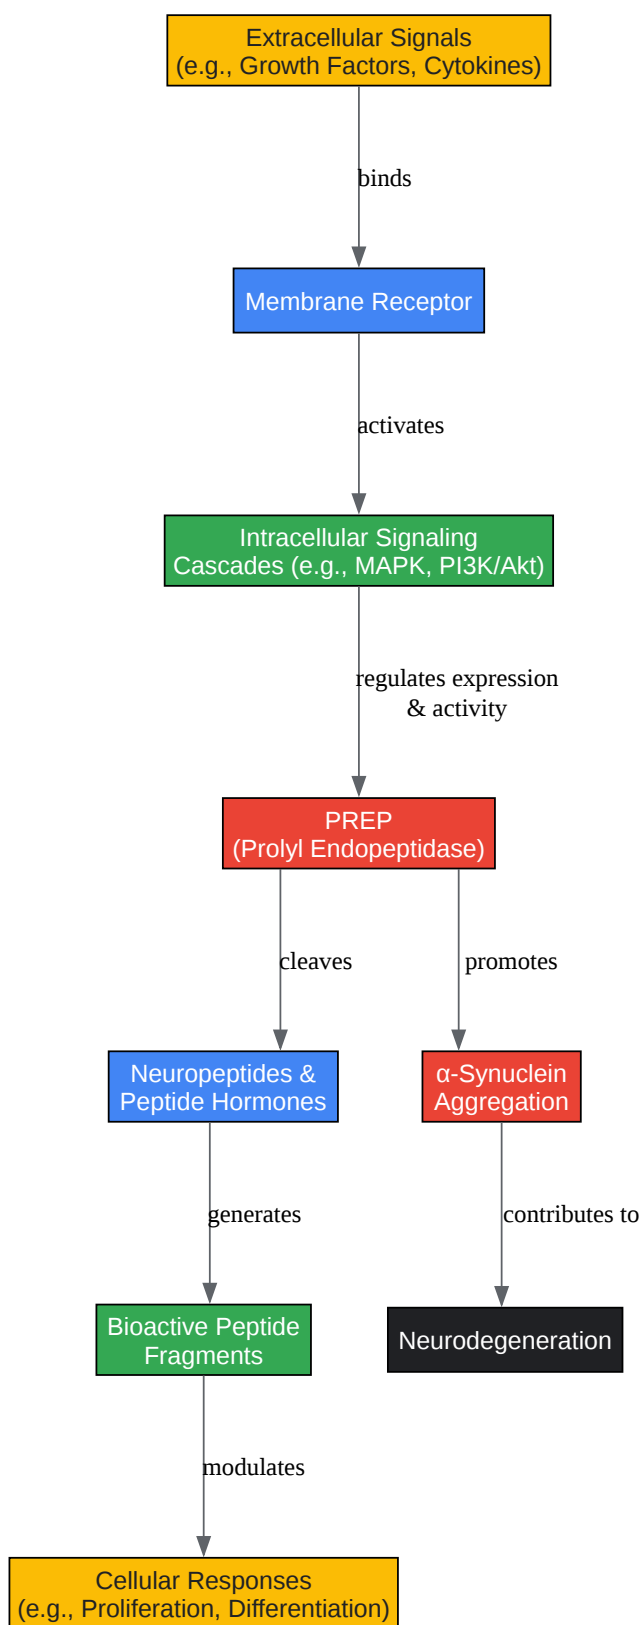 Extracellular Signals
(e.g., Growth Factors, Cytokines)
binds
Membrane Receptor
activates
Intracellular Signaling
Cascades (e.g., MAPK, PI3K/Akt)
regulates expression
& activity
PREP
(Prolyl Endopeptidase)
cleaves
promotes
Neuropeptides &
Peptide Hormones
α-Synuclein
Aggregation
generates
contributes to
Bioactive Peptide
Fragments
Neurodegeneration
modulates
Cellular Responses
(e.g., Proliferation, Differentiation)